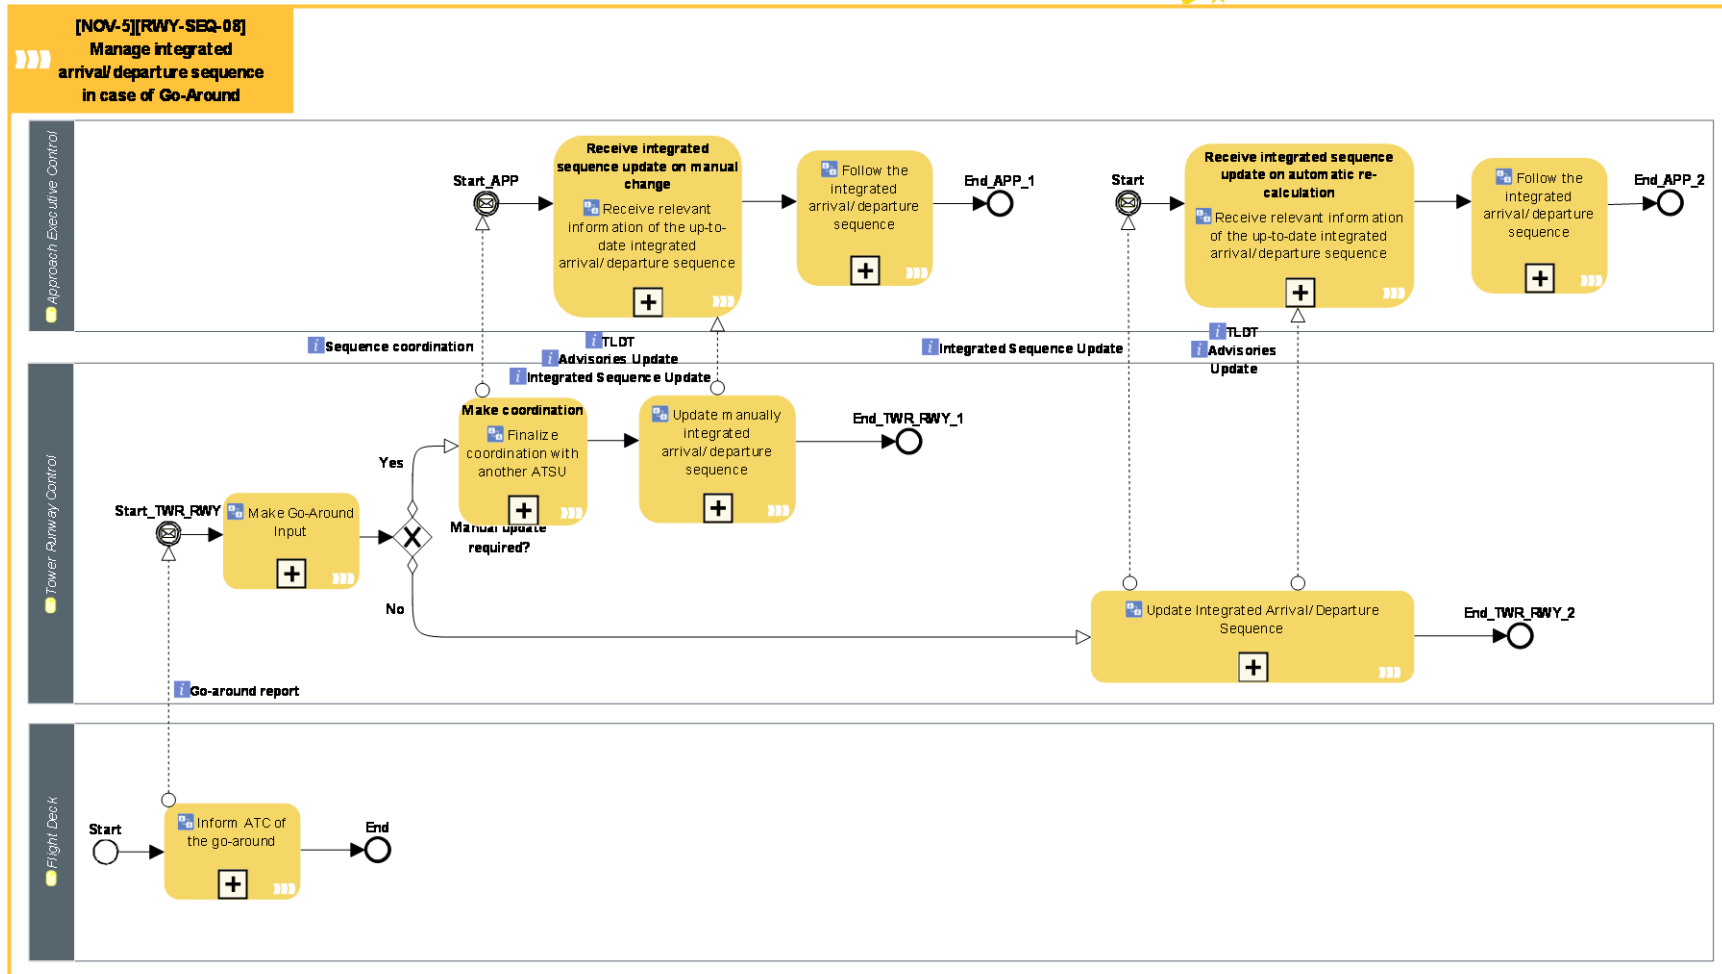 [NOV-5][RWY-SEQ-08]
Manage integrated
arrival/departure sequence
in case of Go-Around
Approach Executive Control
Start_APP
Receive integrated
sequence update on manual
change
Receive relevant
information of the up-to-
date integrated
arrival/departure sequence
Follow the
integrated
arrival/departure
sequence
End_APP_1
Start
Receive integrated sequence
update on automatic re-
calculation
Receive relevant information
of the up-to-date integrated
arrival/departure sequence
Follow the
integrated
arrival/departure
sequence
End_APP_2
Sequence coordination
TLDT
Advisories Update
Integrated Sequence Update
Integrated Sequence Update
TLDT
Advisories
Update
Tower Runway Control
Start_TWR_RWY
Make Go-Around
Input
Yes
No
Manual update
required?
Make coordination
Finalize
coordination with
another ATSU
Update manually
integrated
arrival/departure
sequence
End_TWR_RWY_1
Update Integrated Arrival/Departure
Sequence
End_TWR_RWY_2
Go-around report
Flight Deck
Start
Inform ATC of
the go-around
End